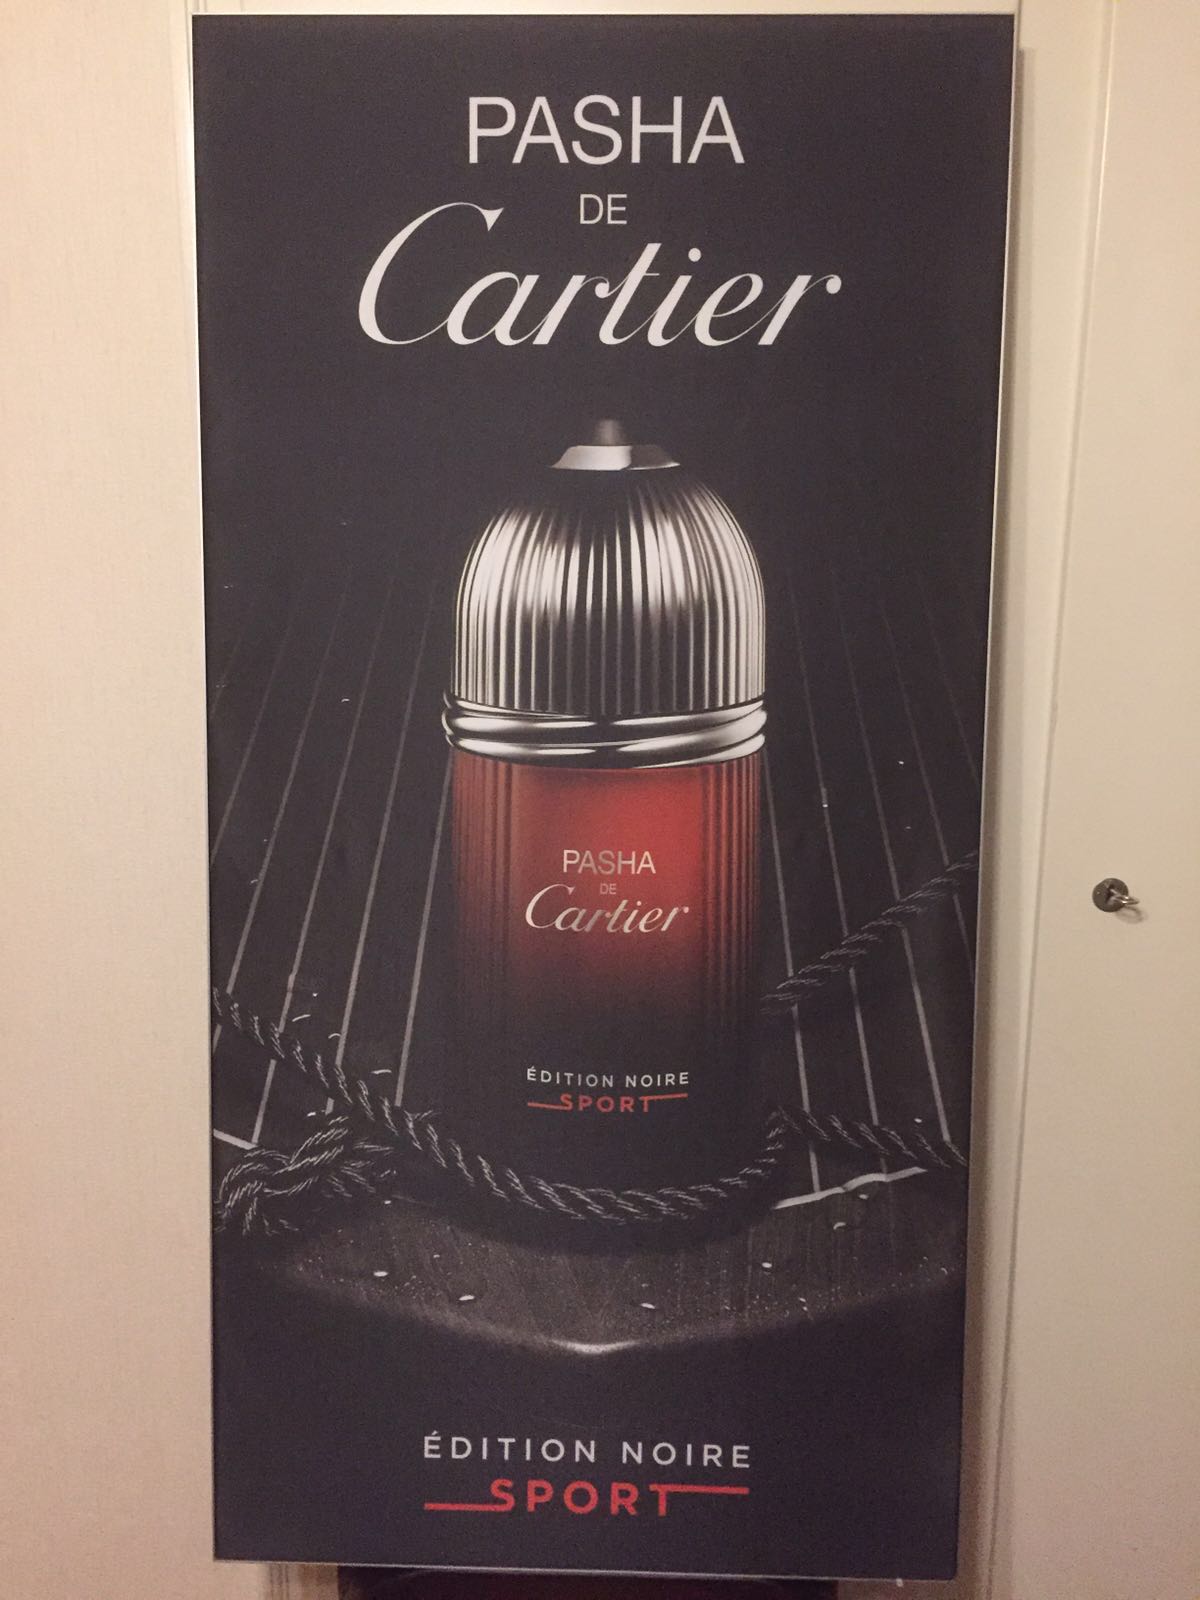 PASHA
DE
Cartier
PASHA
DE
Cartier
ÉDITION NOIRE
SPORT
ÉDITION NOIRE
SPORT